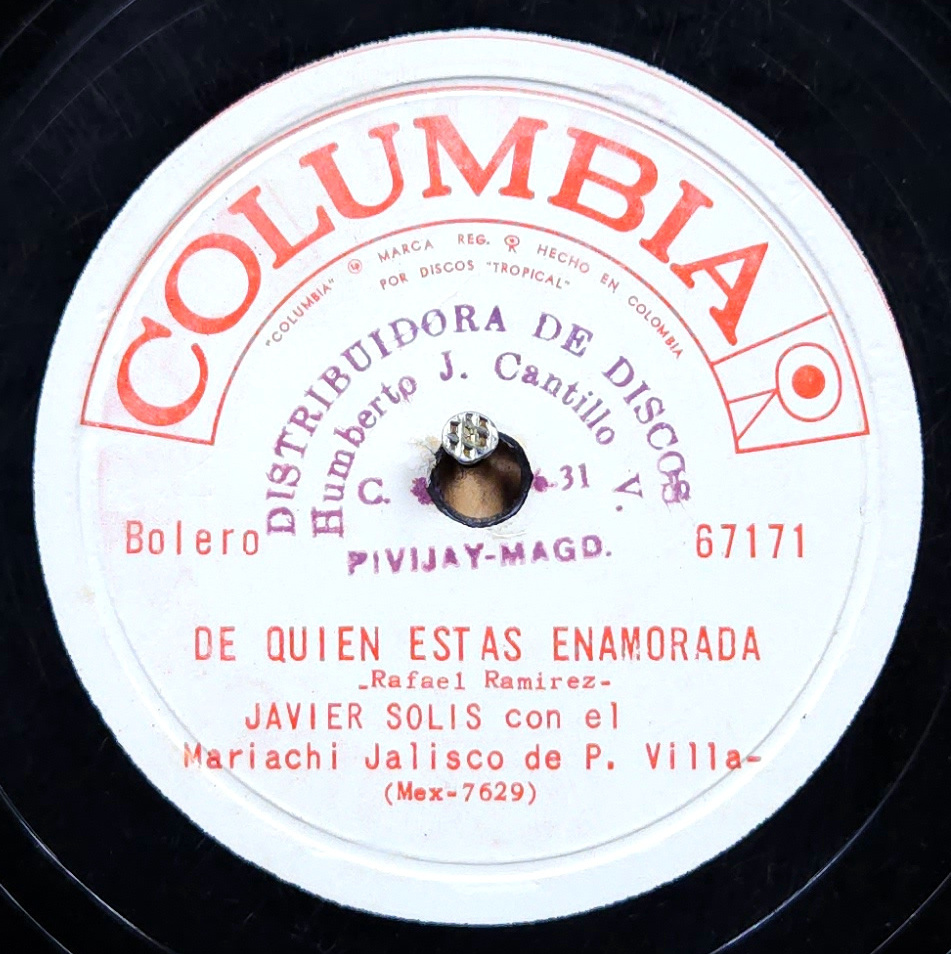 COLUMBIA
"COLUMBIA" MARCA REG. HECHO EN COLOMBIA
POR DISCOS "TROPICAL"
DISTRIBUIDORA DE DISCOS
Humberto J. Cantillo V.
C. 31
PIVIJAY-MAGD.
Bolero
67171
DE QUIEN ESTAS ENAMORADA
-Rafael Ramirez-
JAVIER SOLIS con el
Mariachi Jalisco de P. Villa-
(Mex-7629)